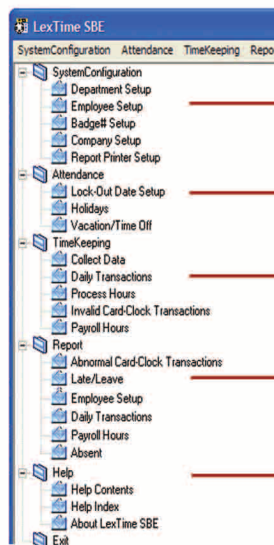 LexTime SBE
SystemConfiguration Attendance TimeKeeping Repo
SystemConfiguration
Department Setup
Employee Setup
Badge# Setup
Company Setup
Report Printer Setup
Attendance
Lock-Out Date Setup
Holidays
Vacation/Time Off
TimeKeeping
Collect Data
Daily Transactions
Process Hours
Invalid Card-Clock Transactions
Payroll Hours
Report
Abnormal Card-Clock Transactions
Late/Leave
Employee Setup
Daily Transactions
Payroll Hours
Absent
Help
Help Contents
Help Index
About LexTime SBE
Exit